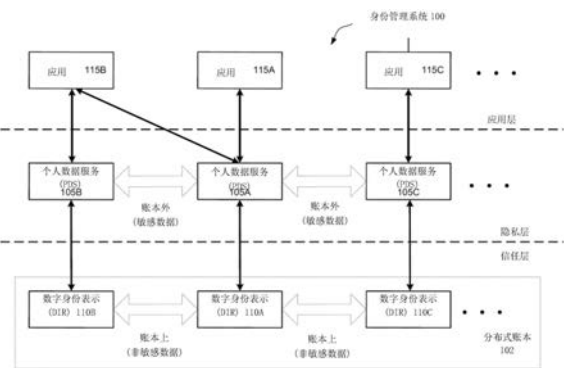 身份管理系统 100
应用 115B
应用 115A
应用 115C
应用层
个人数据服务
(PDS)
105B
个人数据服务
(PDS)
105A
个人数据服务
(PDS)
105C
账本外
(敏感数据)
账本外
(敏感数据)
隐私层
信任层
数字身份表示
(DIR) 110B
数字身份表示
(DIR) 110A
数字身份表示
(DIR) 110C
账本上
(非敏感数据)
账本上
(非敏感数据)
分布式账本
102